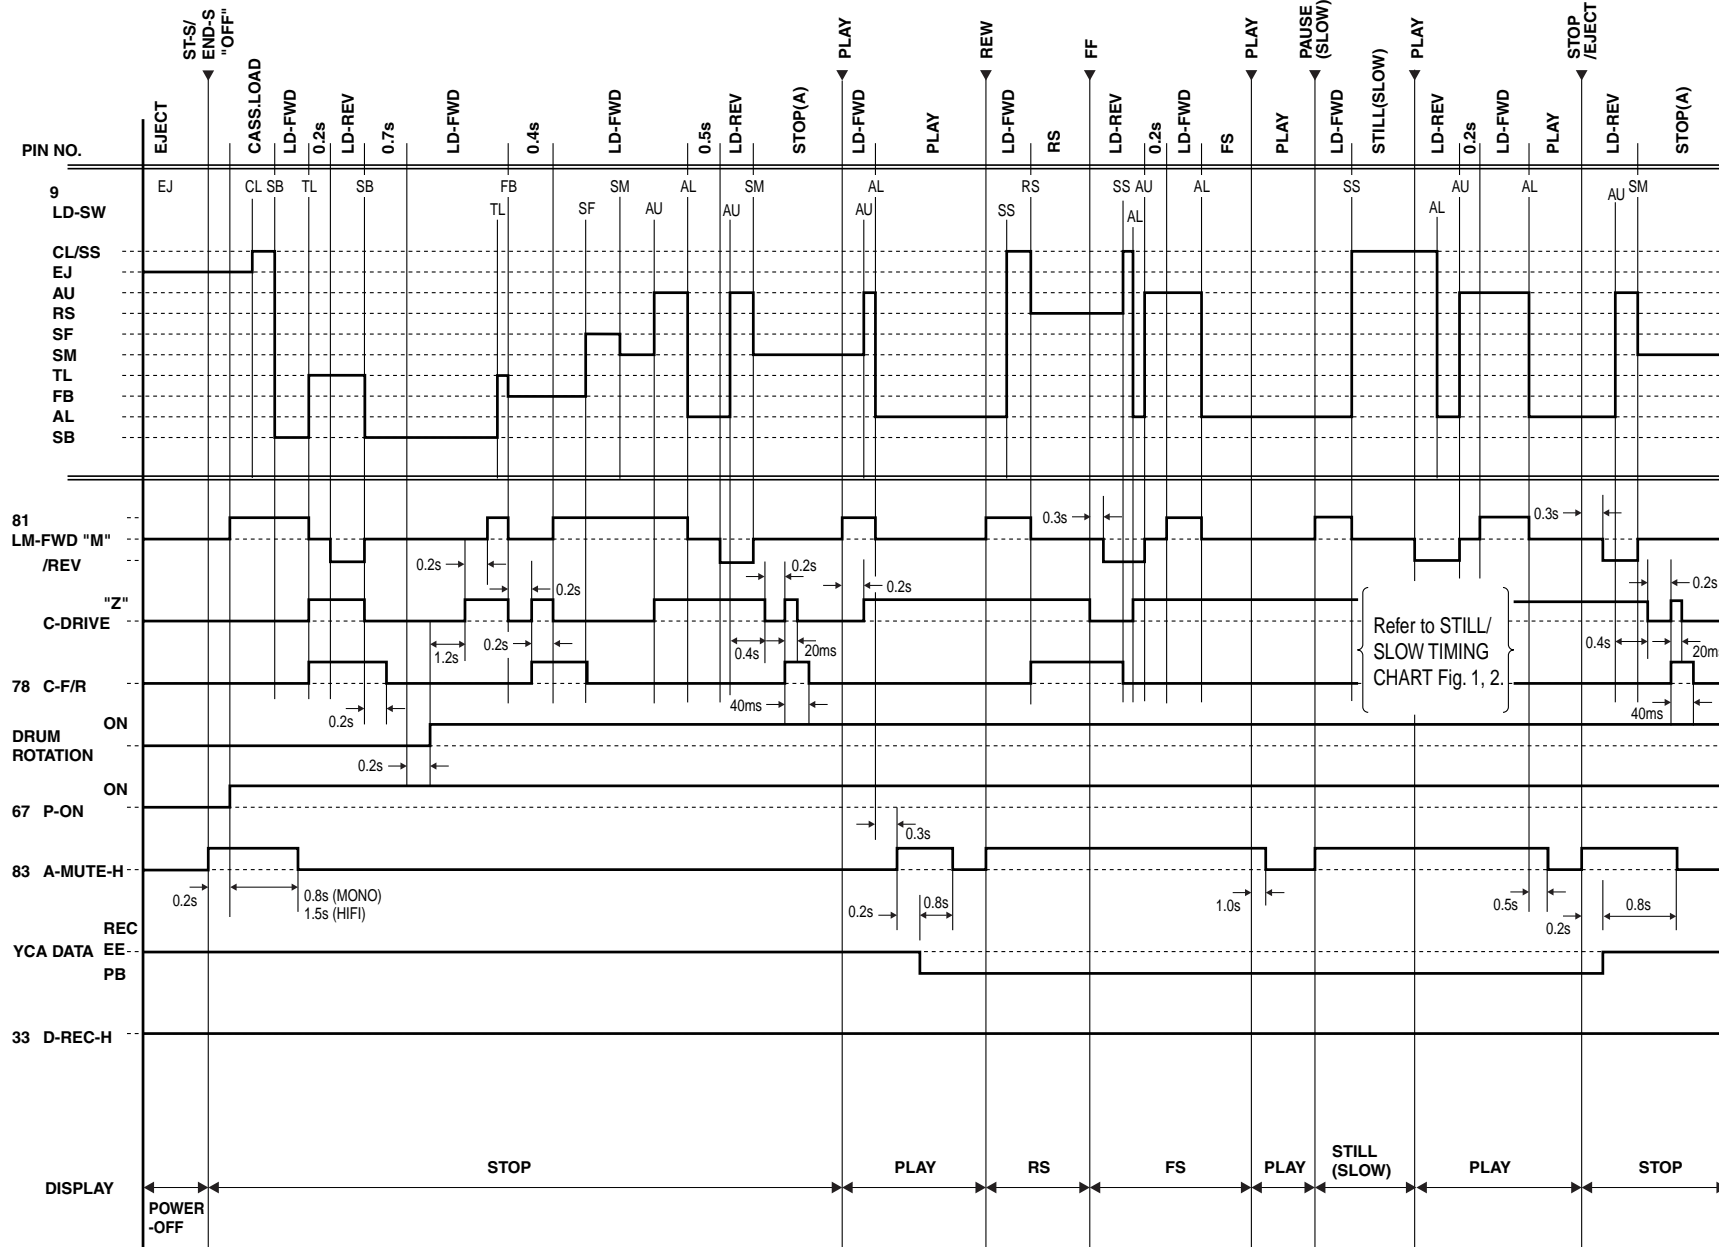 ST-S/
END-S
"OFF"
PLAY
REW
FF
PLAY
PAUSE
(SLOW)
PLAY
STOP
/EJECT
PIN NO.
EJECT
CASS.LOAD
LD-FWD
0.2s
LD-REV
0.7s
LD-FWD
0.4s
LD-FWD
0.5s
LD-REV
STOP(A)
LD-FWD
PLAY
LD-FWD
RS
LD-REV
0.2s
LD-FWD
FS
PLAY
LD-FWD
STILL(SLOW)
LD-REV
0.2s
LD-FWD
PLAY
LD-REV
STOP(A)
9
LD-SW
EJ CL SB TL SB FB SM AL SM AL RS SS AU AL SS AU AL SM
TL SF AU AU AU SS AL AL AU
CL/SS
EJ
AU
RS
SF
SM
TL
FB
AL
SB
81
LM-FWD "M"
/REV
0.3s
0.3s
0.2s
0.2s
0.2s
0.2s
0.2s
"Z"
C-DRIVE
1.2s
0.2s
0.4s
20ms
0.4s
20ms
Refer to STILL/
SLOW TIMING
CHART Fig. 1, 2.
78 C-F/R
0.2s
40ms
40ms
ON
DRUM
ROTATION
0.2s
ON
67 P-ON
0.3s
83 A-MUTE-H
0.2s
0.8s (MONO)
1.5s (HIFI)
0.2s
0.8s
1.0s
0.5s
0.2s
0.8s
REC
YCA DATA EE
PB
33 D-REC-H
DISPLAY
POWER
-OFF
STOP
PLAY
RS
FS
PLAY
STILL
(SLOW)
PLAY
STOP